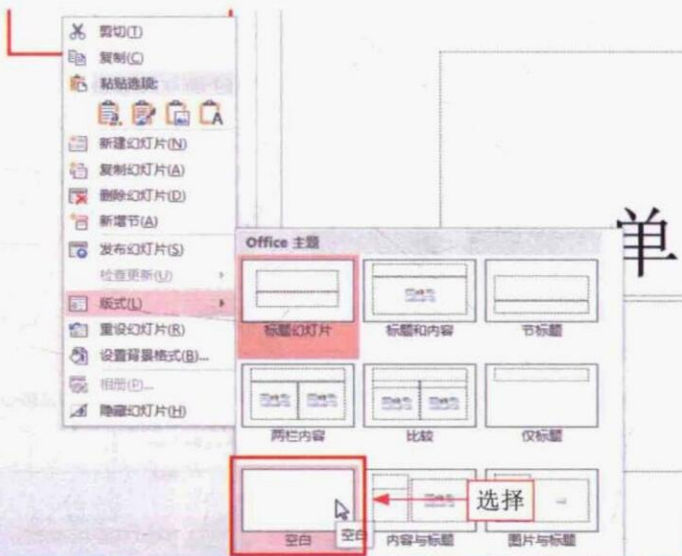 剪切(T)
复制(C)
粘贴选项:
A
新建幻灯片(N)
复制幻灯片(A)
删除幻灯片(D)
新增节(A)
发布幻灯片(S)
检查更新(U)
版式(L)
重设幻灯片(R)
设置背景格式(B)...
相册(P)...
隐藏幻灯片(H)
Office 主题
标题幻灯片
标题和内容
节标题
两栏内容
比较
仅标题
空白
空白
内容与标题
图片与标题
选择
单